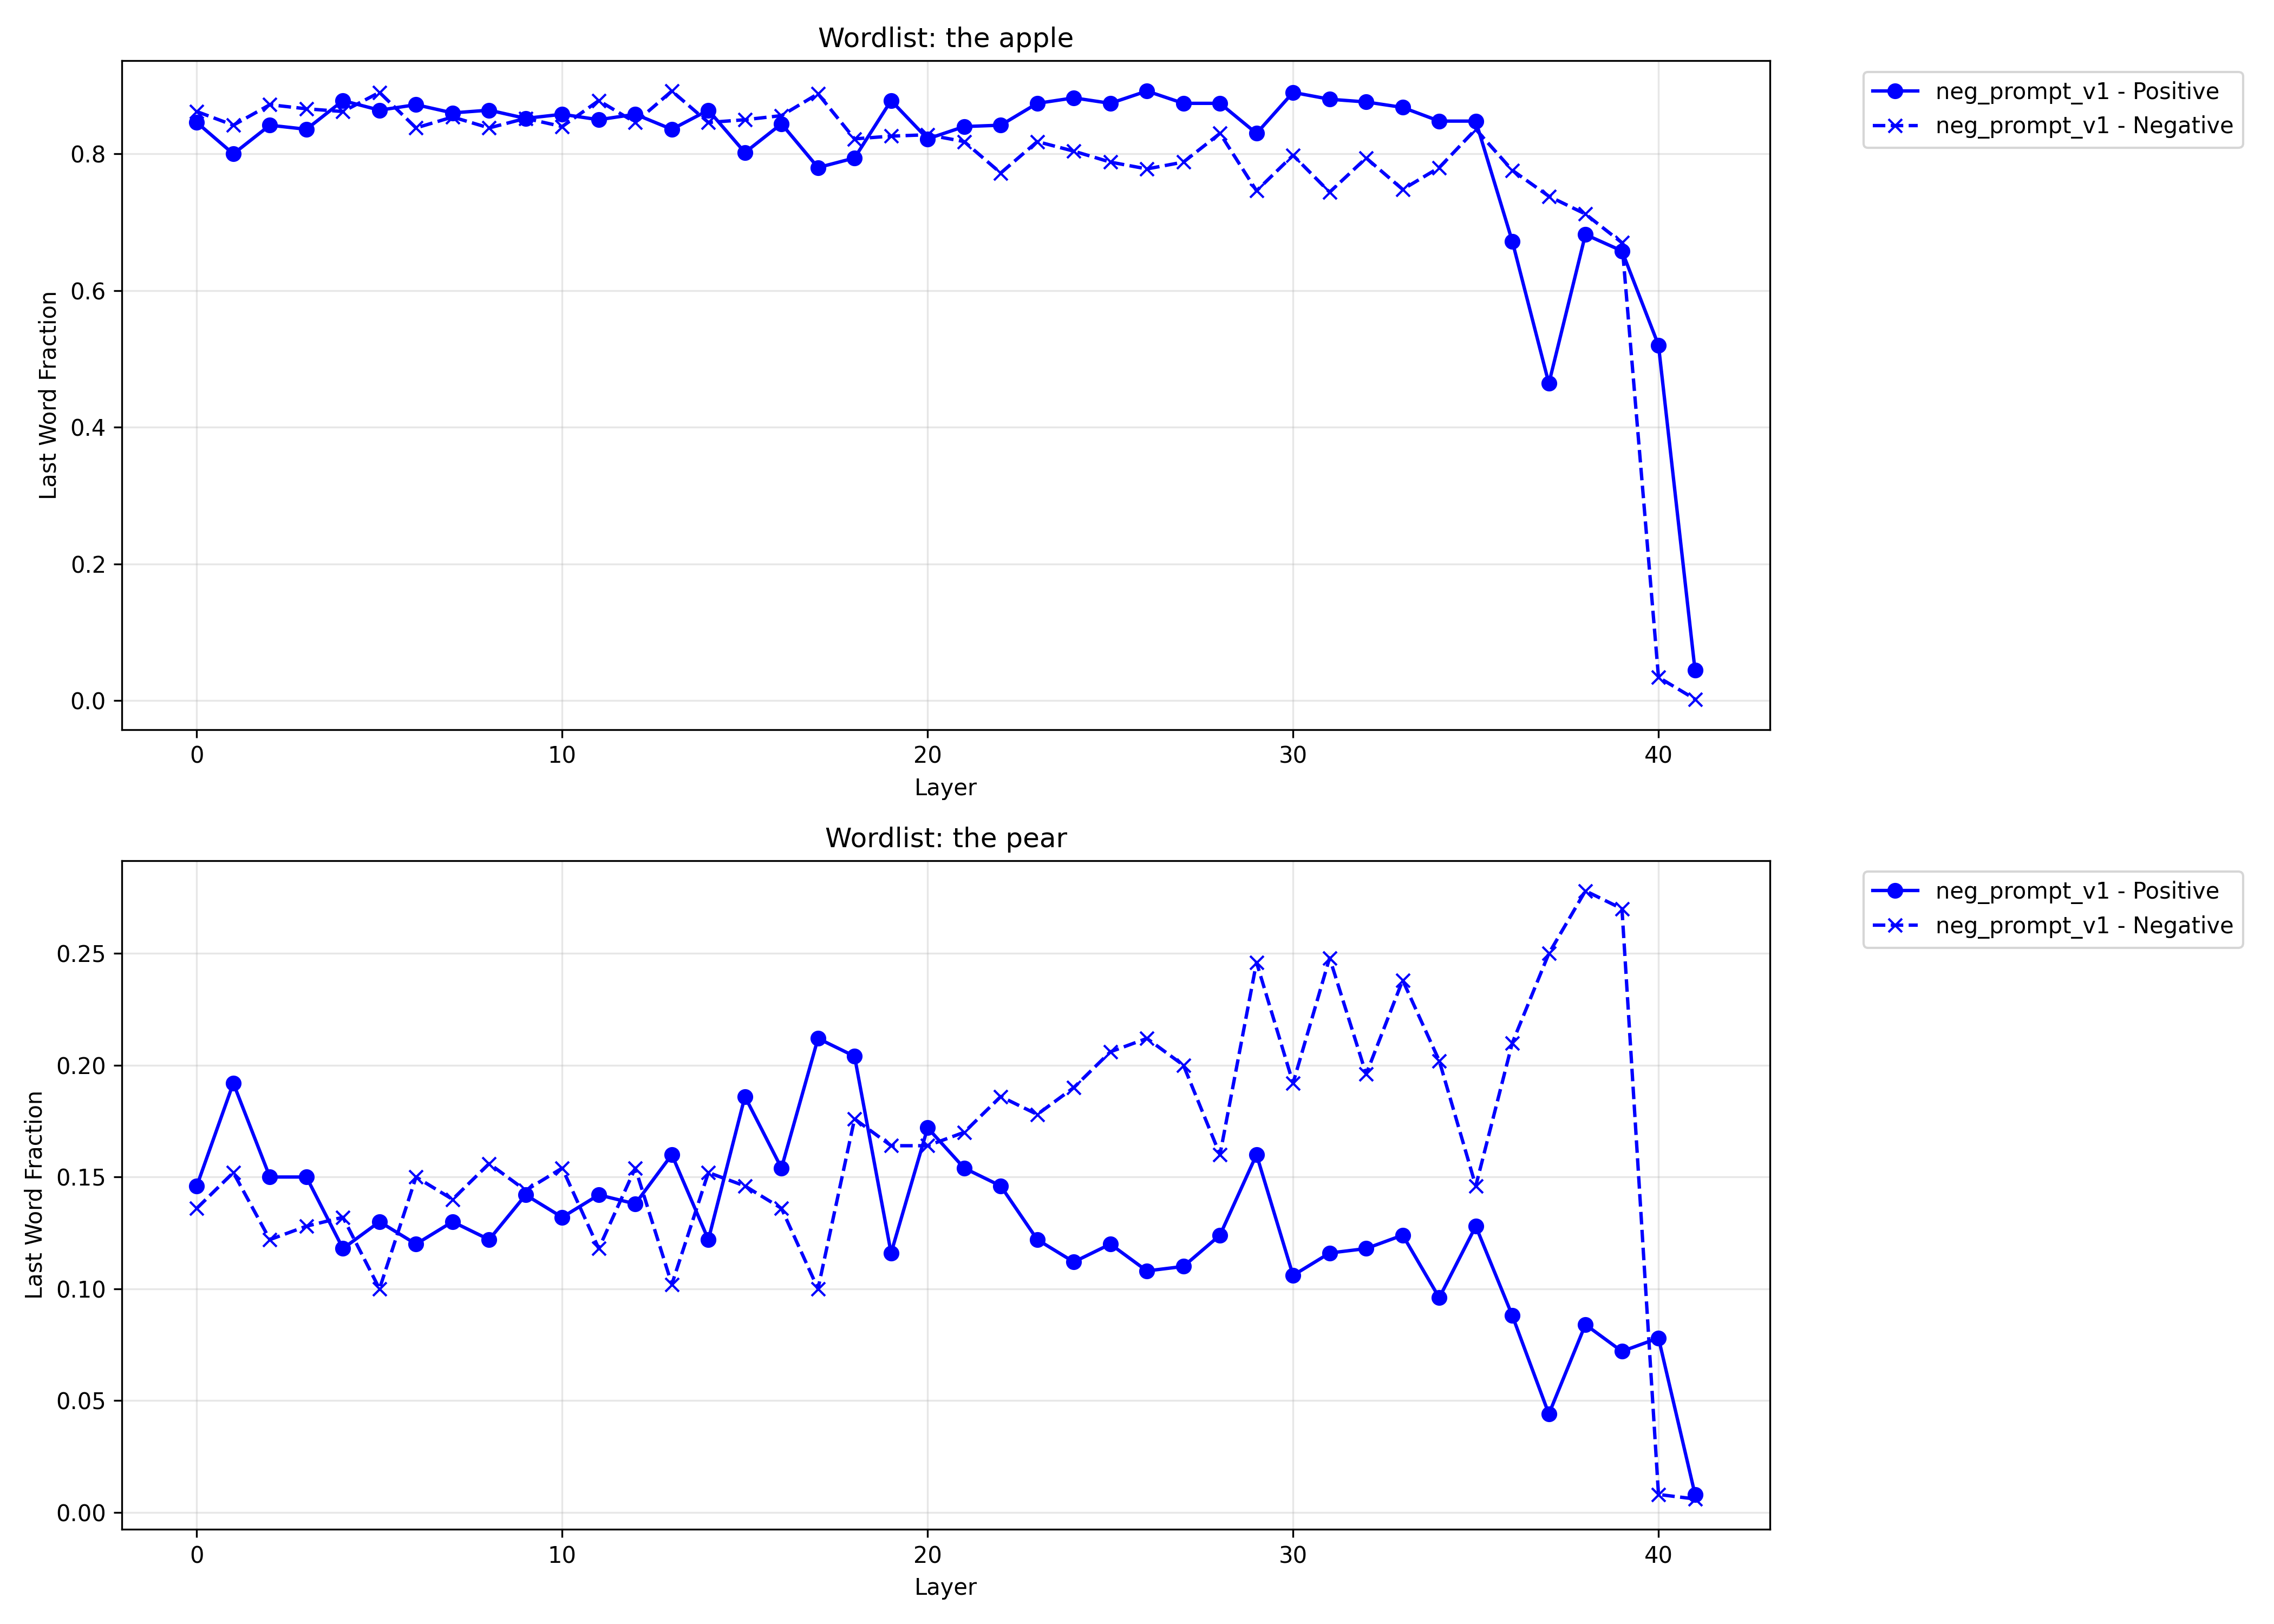 Wordlist: the apple
Last Word Fraction
0.8
0.6
0.4
0.2
0.0
0 10 20 30 40
Layer
neg_prompt_v1 - Positive
neg_prompt_v1 - Negative
Wordlist: the pear
Last Word Fraction
0.25
0.20
0.15
0.10
0.05
0.00
0 10 20 30 40
Layer
neg_prompt_v1 - Positive
neg_prompt_v1 - Negative